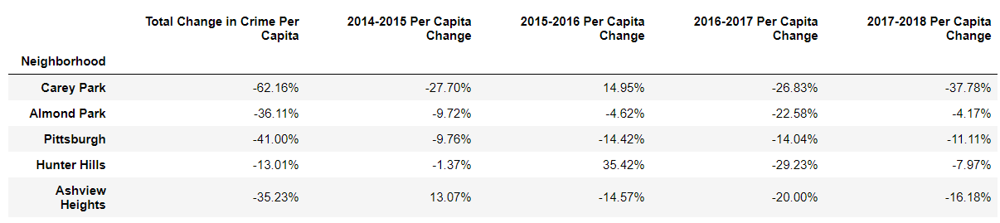 Total Change in Crime Per Capita 2014-2015 Per Capita Change 2015-2016 Per Capita Change 2016-2017 Per Capita Change 2017-2018 Per Capita Change
Neighborhood
Carey Park -62.16% -27.70% 14.95% -26.83% -37.78%
Almond Park -36.11% -9.72% -4.62% -22.58% -4.17%
Pittsburgh -41.00% -9.76% -14.42% -14.04% -11.11%
Hunter Hills -13.01% -1.37% 35.42% -29.23% -7.97%
Ashview Heights -35.23% 13.07% -14.57% -20.00% -16.18%